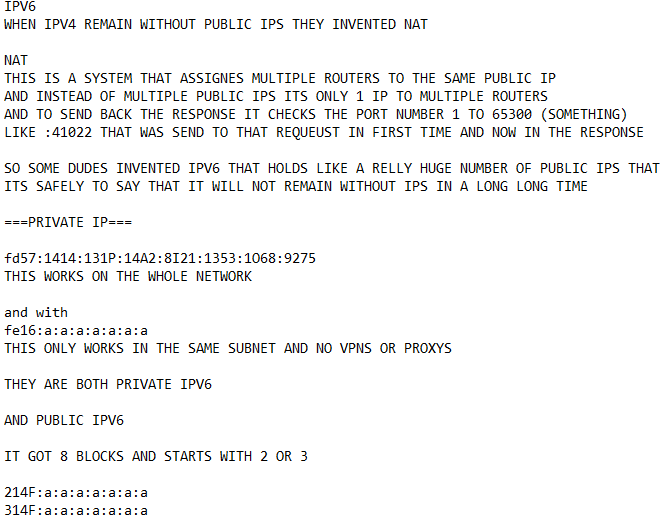 IPV6
WHEN IPV4 REMAIN WITHOUT PUBLIC IPS THEY INVENTED NAT
NAT
THIS IS A SYSTEM THAT ASSIGNES MULTIPLE ROUTERS TO THE SAME PUBLIC IP
AND INSTEAD OF MULTIPLE PUBLIC IPS ITS ONLY 1 IP TO MULTIPLE ROUTERS
AND TO SEND BACK THE RESPONSE IT CHECKS THE PORT NUMBER 1 TO 65300 (SOMETHING)
LIKE :41022 THAT WAS SEND TO THAT REQEUST IN FIRST TIME AND NOW IN THE RESPONSE
SO SOME DUDES INVENTED IPV6 THAT HOLDS LIKE A RELLY HUGE NUMBER OF PUBLIC IPS THAT
ITS SAFELY TO SAY THAT IT WILL NOT REMAIN WITHOUT IPS IN A LONG LONG TIME
===PRIVATE IP===
fd57:1414:131P:14A2:8I21:1353:1068:9275
THIS WORKS ON THE WHOLE NETWORK
and with
fe16:a:a:a:a:a:a:a
THIS ONLY WORKS IN THE SAME SUBNET AND NO VPNS OR PROXYS
THEY ARE BOTH PRIVATE IPV6
AND PUBLIC IPV6
IT GOT 8 BLOCKS AND STARTS WITH 2 OR 3
214F:a:a:a:a:a:a:a
314F:a:a:a:a:a:a:a